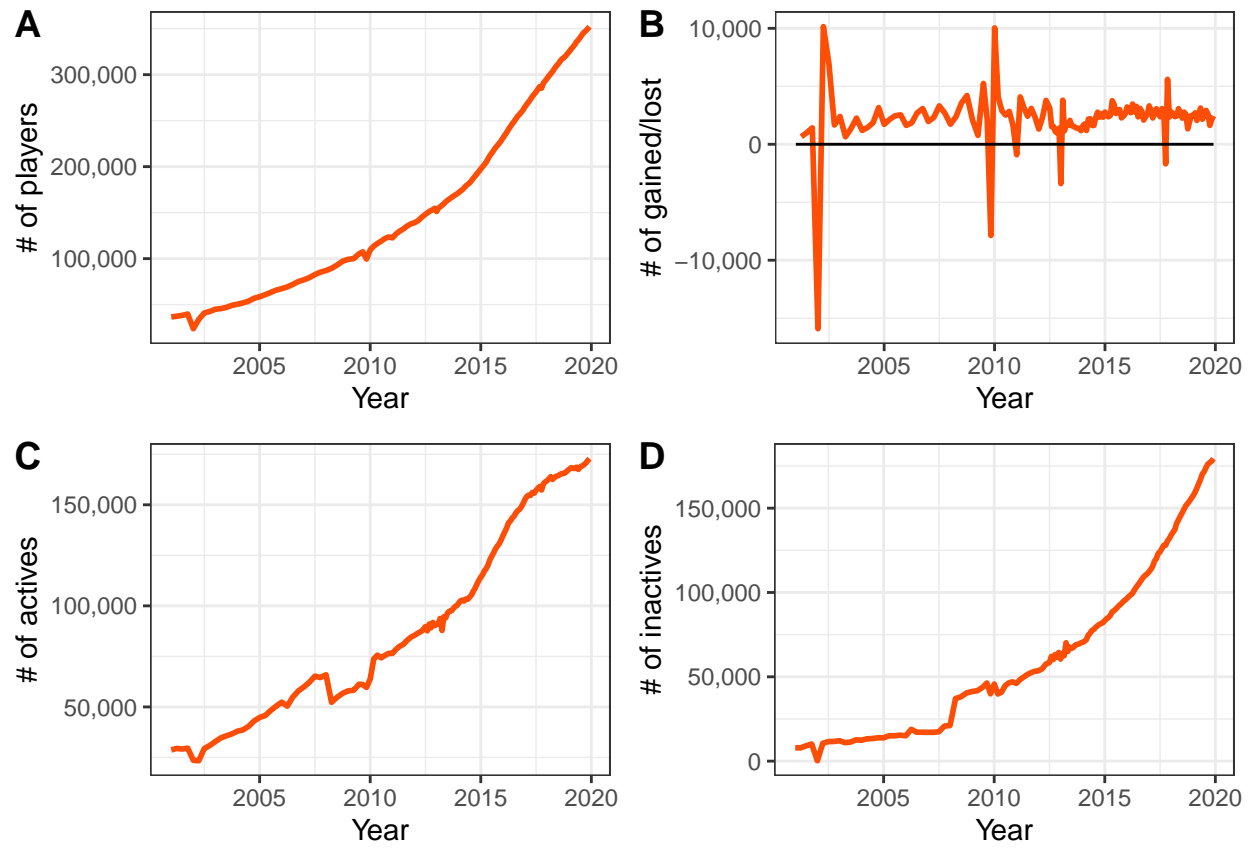 A
# of players
300,000
200,000
100,000
2005 2010 2015 2020
Year
B
# of gained/lost
10,000
0
−10,000
2005 2010 2015 2020
Year
C
# of actives
150,000
100,000
50,000
2005 2010 2015 2020
Year
D
# of inactives
150,000
100,000
50,000
0
2005 2010 2015 2020
Year